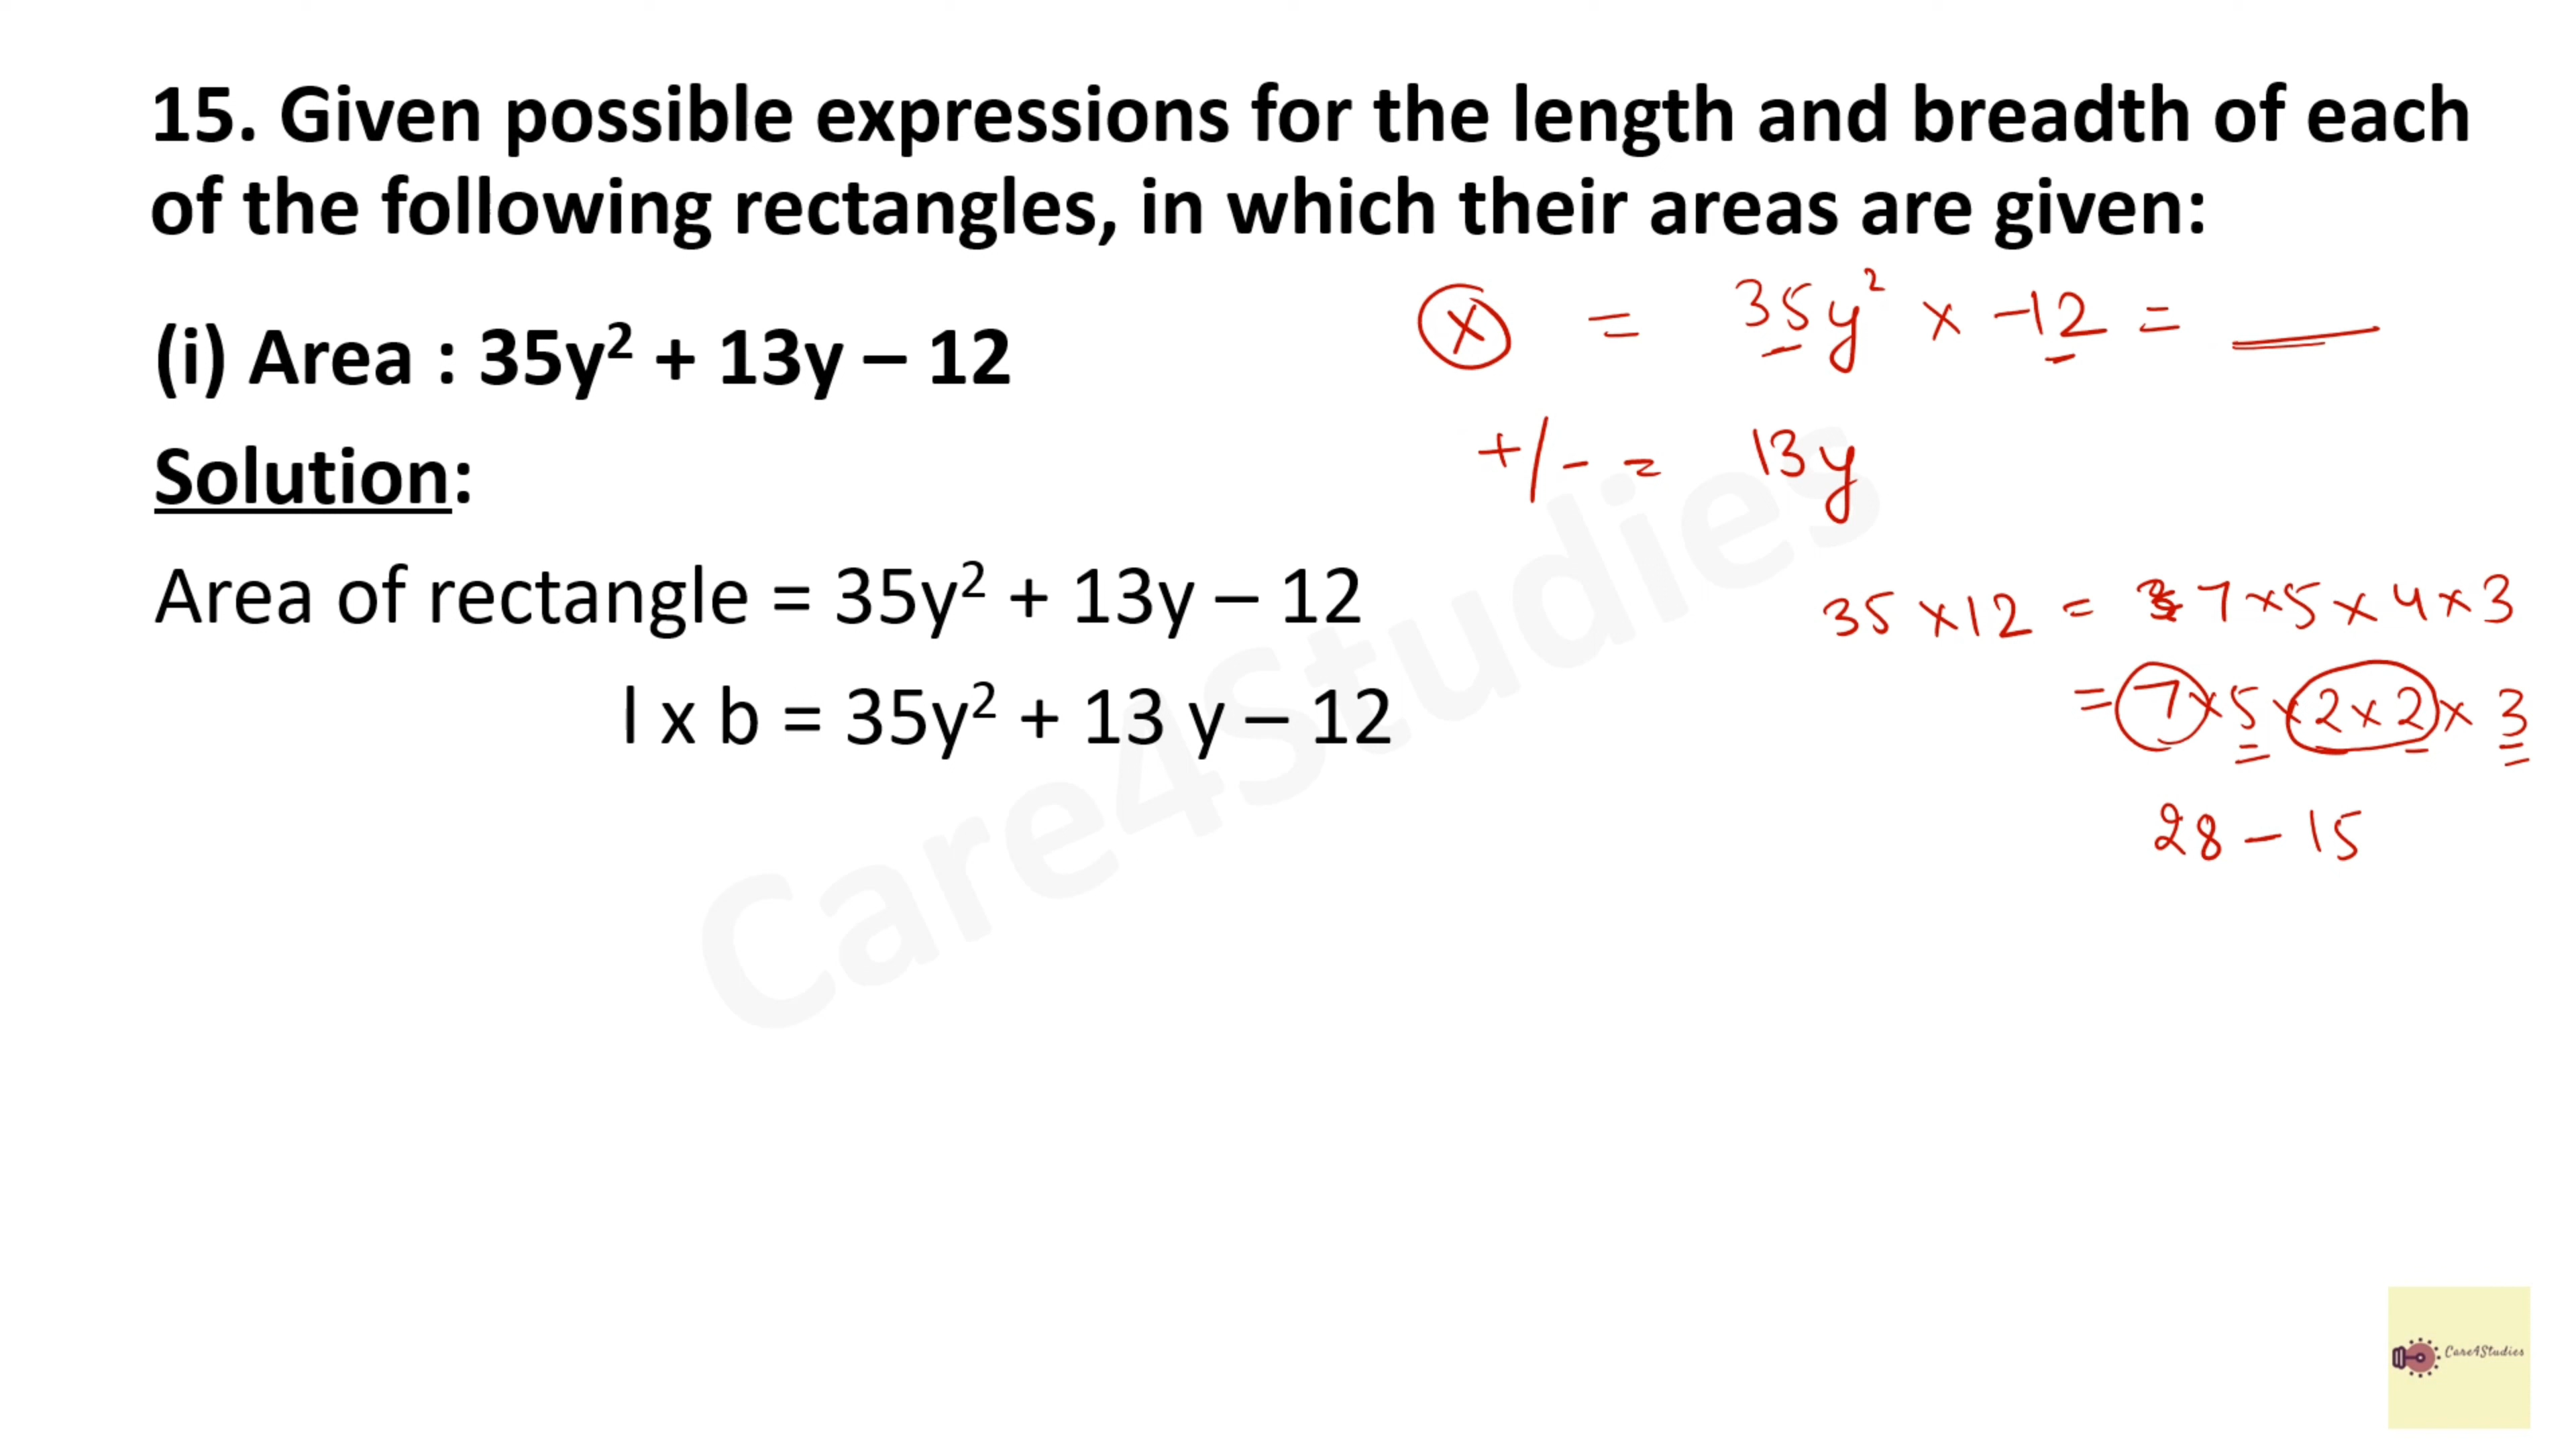 15. Given possible expressions for the length and breadth of each
of the following rectangles, in which their areas are given:
(i) Area : 35y² + 13y – 12
x = 35y² × -12 =
+/- = 13y
Solution:
Area of rectangle = 35y² + 13y – 12
35 × 12 = 7×5×4×3
l x b = 35y² + 13 y – 12
= 7×5×2×2×3
28 - 15
Care4Studies
Care4Studies